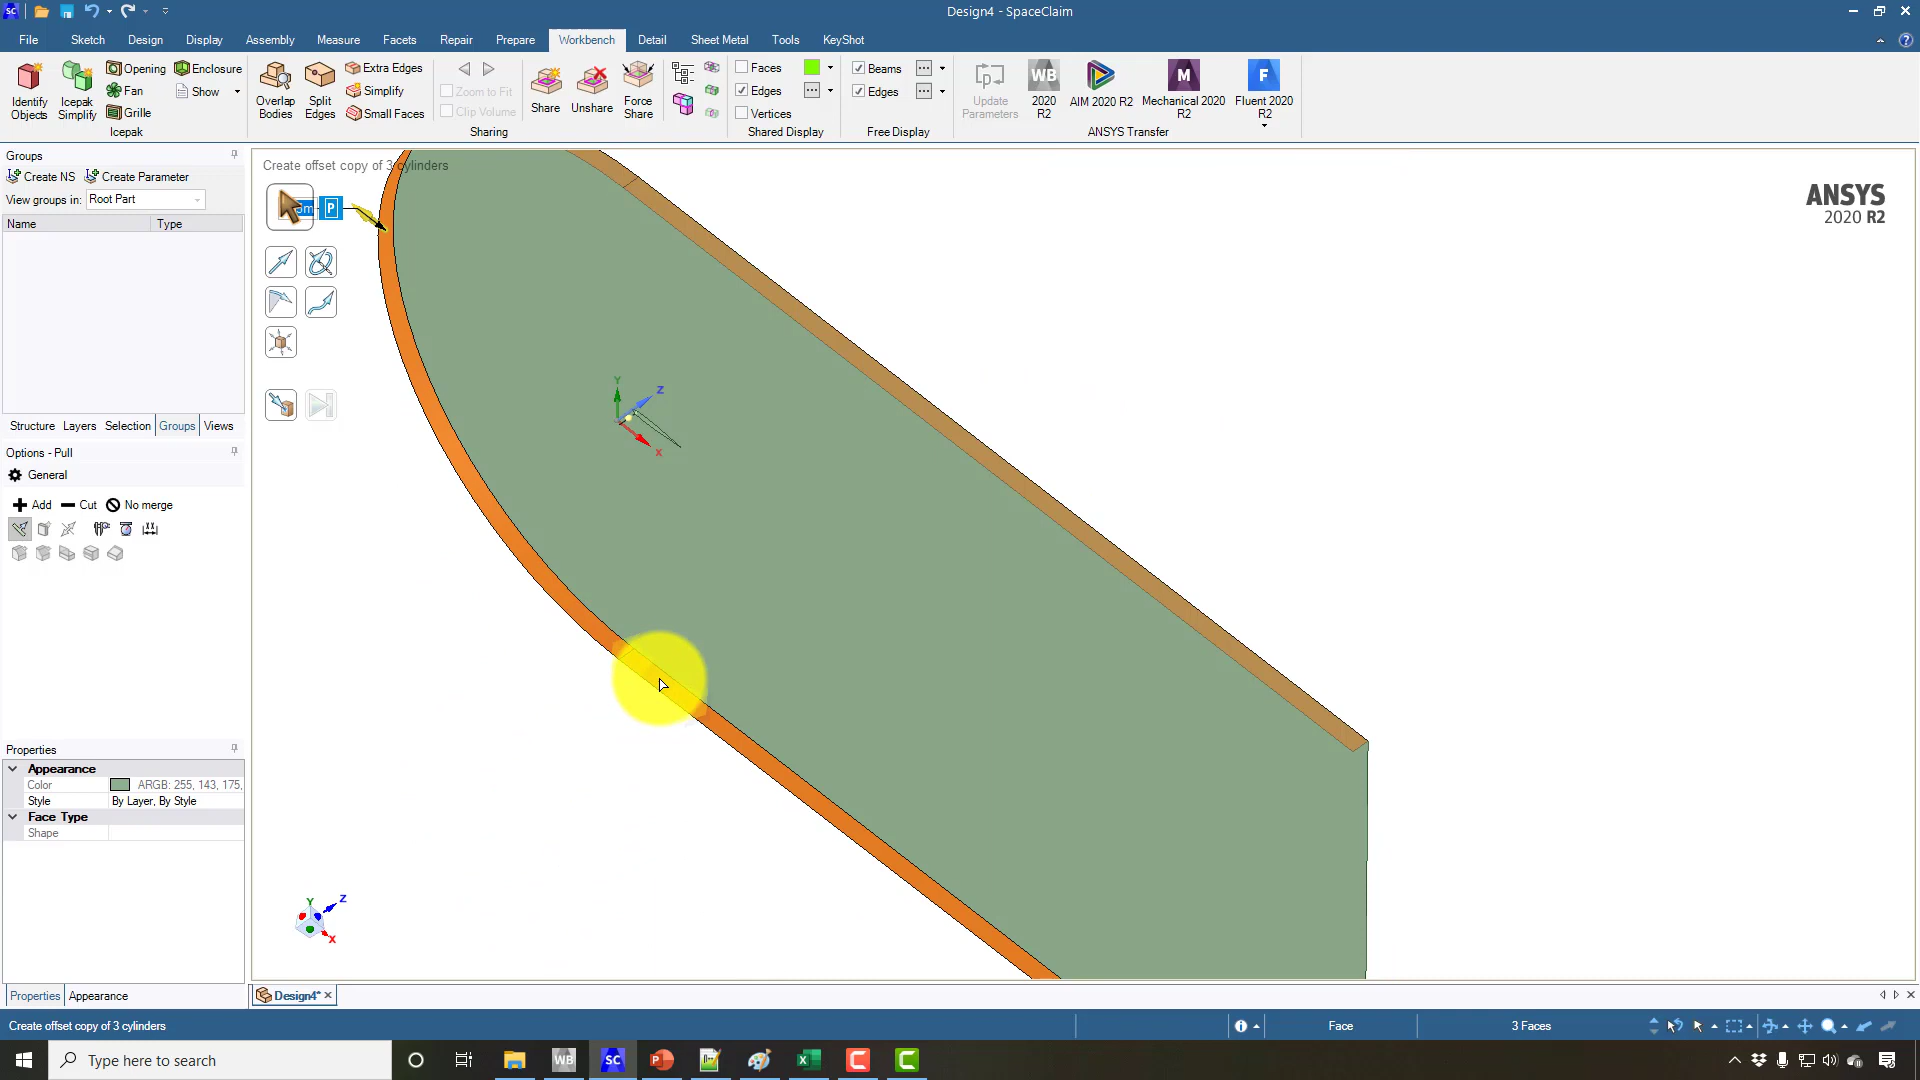 Design4 - SpaceClaim
File Sketch Design Display Assembly Measure Facets Repair Prepare Workbench Detail Sheet Metal Tools KeyShot
Identify Objects
Icepak Simplify
Opening
Fan
Grille
Enclosure
Show
Icepak
Overlap Bodies
Split Edges
Extra Edges
Simplify
Small Faces
Zoom to Fit
Clip Volume
Share
Unshare
Force Share
Sharing
Faces
Edges
Vertices
Shared Display
Beams
Edges
Free Display
Update Parameters
WB
2020 R2
AIM 2020 R2
M
Mechanical 2020 R2
F
Fluent 2020 R2
ANSYS Transfer
Groups
Create NS Create Parameter
View groups in: Root Part
Name Type
Structure Layers Selection Groups Views
Options - Pull
General
Add Cut No merge
Properties
Appearance
Color ARGB: 255, 143, 175,
Style By Layer, By Style
Face Type
Shape
Properties Appearance
Create offset copy of 3 cylinders
P
ANSYS
2020 R2
Y
Z
X
Y
Z
X
Design4*
Create offset copy of 3 cylinders
Face
3 Faces
Type here to search
WB
SC